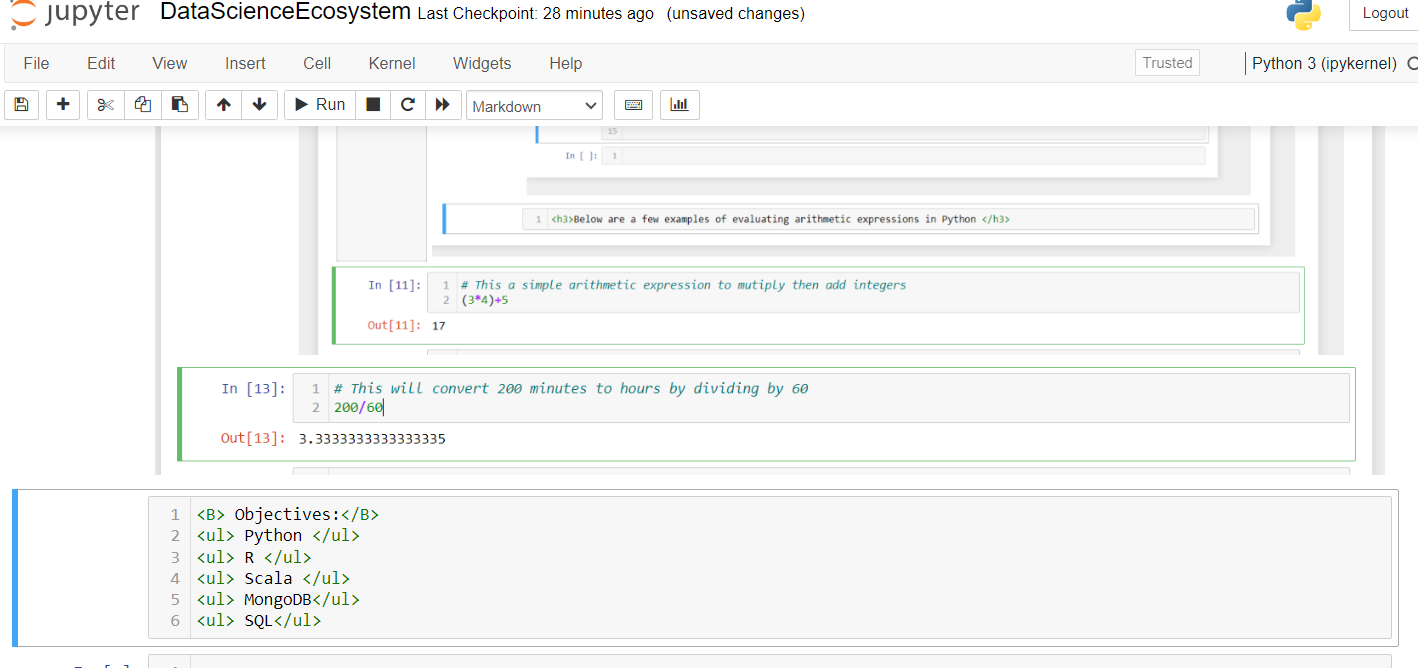 jupyter DataScienceEcosystem Last Checkpoint: 28 minutes ago (unsaved changes) Logout
File Edit View Insert Cell Kernel Widgets Help Trusted Python 3 (ipykernel)
Run Markdown
15
In [ ]: 1
1 <h3>Below are a few examples of evaluating arithmetic expressions in Python </h3>
In [11]: 1 # This a simple arithmetic expression to mutiply then add integers
2 (3*4)+5
Out[11]: 17
In [13]: 1 # This will convert 200 minutes to hours by dividing by 60
2 200/60
Out[13]: 3.3333333333333335
1 <B> Objectives:</B>
2 <ul> Python </ul>
3 <ul> R </ul>
4 <ul> Scala </ul>
5 <ul> MongoDB</ul>
6 <ul> SQL</ul>